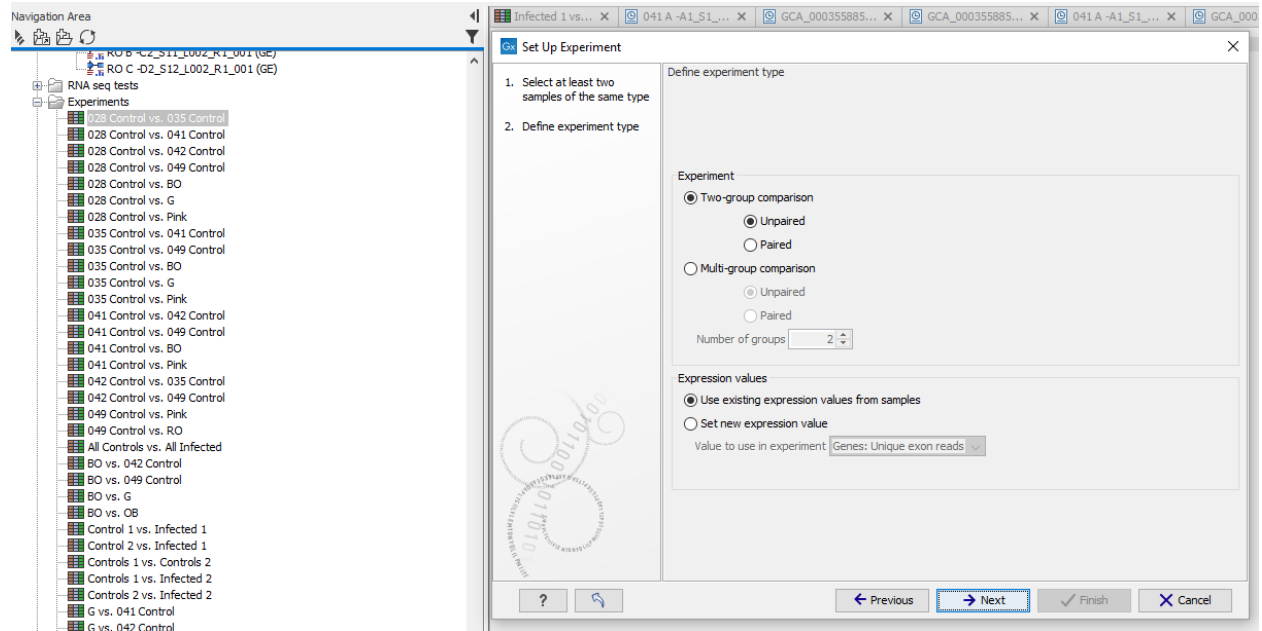 Navigation Area
RO B -C2_S11_L002_R1_001 (GE)
RO C -D2_S12_L002_R1_001 (GE)
RNA seq tests
Experiments
028 Control vs. 035 Control
028 Control vs. 041 Control
028 Control vs. 042 Control
028 Control vs. 049 Control
028 Control vs. BO
028 Control vs. G
028 Control vs. Pink
035 Control vs. 041 Control
035 Control vs. 049 Control
035 Control vs. BO
035 Control vs. G
035 Control vs. Pink
041 Control vs. 042 Control
041 Control vs. 049 Control
041 Control vs. BO
041 Control vs. Pink
042 Control vs. 035 Control
042 Control vs. 049 Control
049 Control vs. Pink
049 Control vs. RO
All Controls vs. All Infected
BO vs. 042 Control
BO vs. 049 Control
BO vs. G
BO vs. OB
Control 1 vs. Infected 1
Control 2 vs. Infected 1
Controls 1 vs. Controls 2
Controls 1 vs. Infected 2
Controls 2 vs. Infected 2
G vs. 041 Control
G vs. 042 Control
Infected 1 vs... 041 A -A1_S1_... GCA_000355885... GCA_000355885... 041 A -A1_S1_... GCA_000
Gx Set Up Experiment
1. Select at least two
samples of the same type
2. Define experiment type
Define experiment type
Experiment
Two-group comparison
Unpaired
Paired
Multi-group comparison
Unpaired
Paired
Number of groups 2
Expression values
Use existing expression values from samples
Set new expression value
Value to use in experiment Genes: Unique exon reads
? Previous Next Finish Cancel